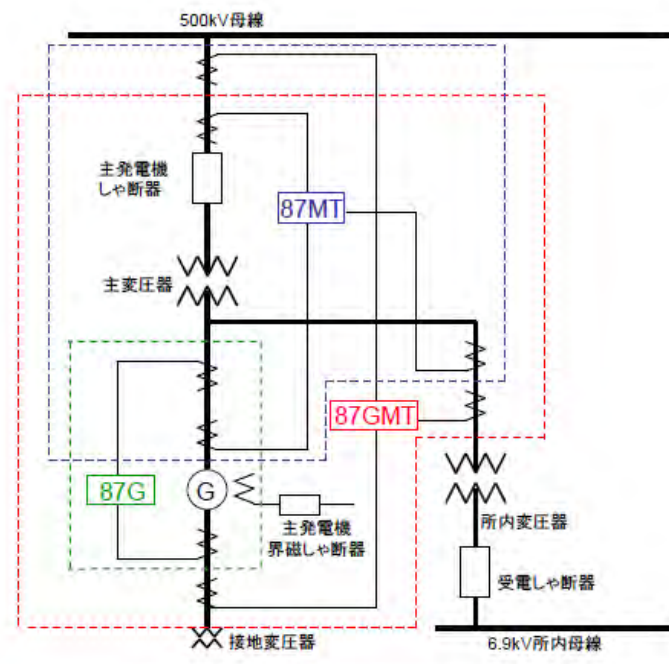 500kV母線
主発電機
しゃ断器
87MT
主変圧器
87GMT
87G
G
主発電機
界磁しゃ断器
所内変圧器
受電しゃ断器
接地変圧器
6.9kV所内母線